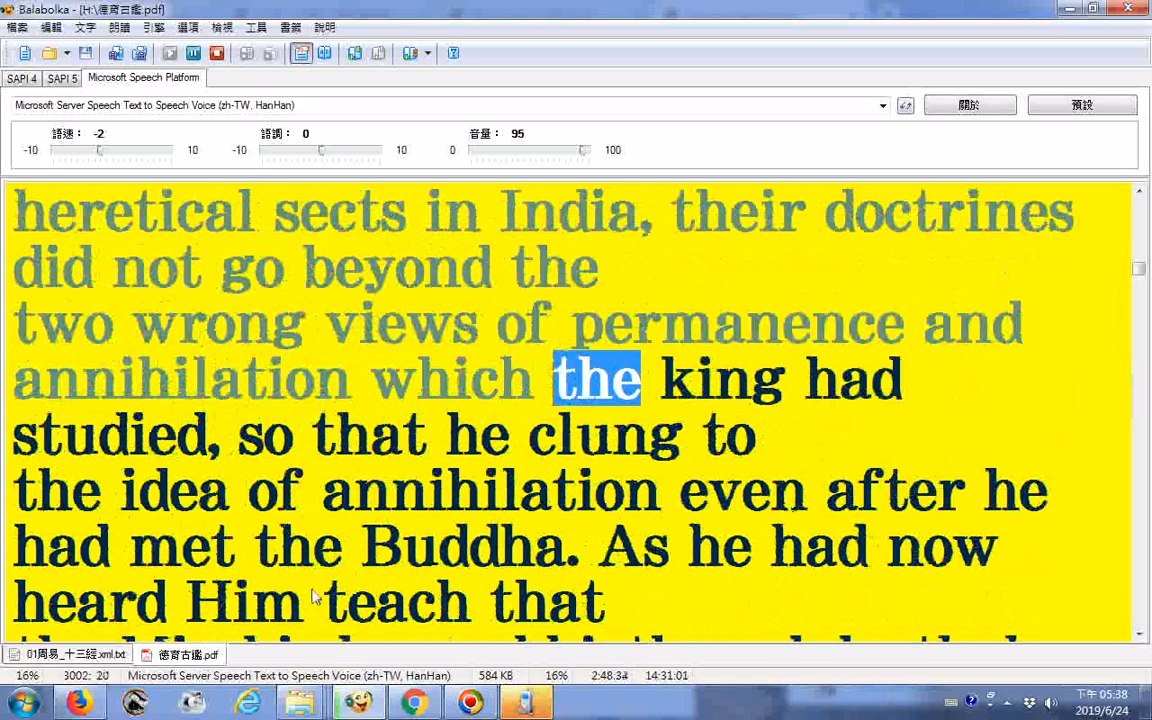 Balabolka - [H:\德育古鑑.pdf]
檔案 編輯 文字 朗讀 引擎 選項 檢視 工具 書籤 說明
SAPI 4 SAPI 5 Microsoft Speech Platform
Microsoft Server Speech Text to Speech Voice (zh-TW, HanHan) 關於 預設
語速： -2 語調： 0 音量： 95
-10 10 -10 10 0 100
heretical sects in India, their doctrines
did not go beyond the
two wrong views of permanence and
annihilation which the king had
studied, so that he clung to
the idea of annihilation even after he
had met the Buddha. As he had now
heard Him teach that
01周易_十三經.xml.txt 德育古鑑.pdf
16% 3002: 20 Microsoft Server Speech Text to Speech Voice (zh-TW, HanHan) 584 KB 16% 2:48:34 14:31:01
下午 05:38
2019/6/24